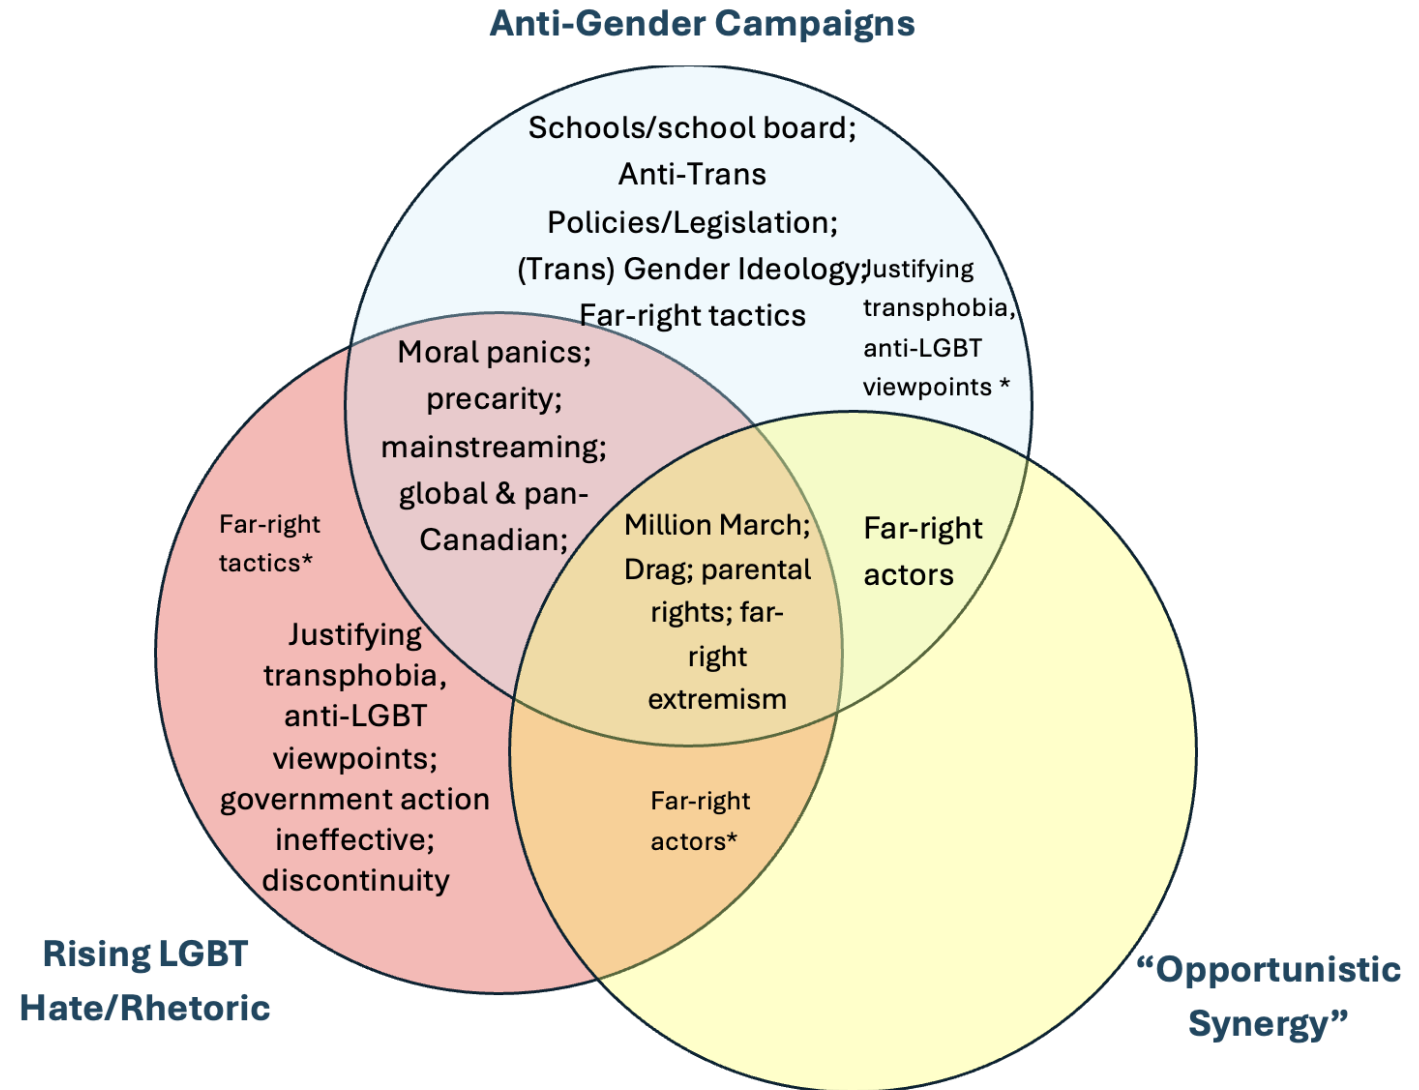 Anti-Gender Campaigns
Schools/school board;
Anti-Trans
Policies/Legislation;
(Trans) Gender Ideology;
Far-right tactics
Justifying
transphobia,
anti-LGBT
viewpoints *
Moral panics;
precarity;
mainstreaming;
global & pan-
Canadian;
Far-right
tactics*
Million March;
Drag; parental
rights; far-
right
extremism
Far-right
actors
Justifying
transphobia,
anti-LGBT
viewpoints;
government action
ineffective;
discontinuity
Far-right
actors*
Rising LGBT
Hate/Rhetoric
“Opportunistic
Synergy”